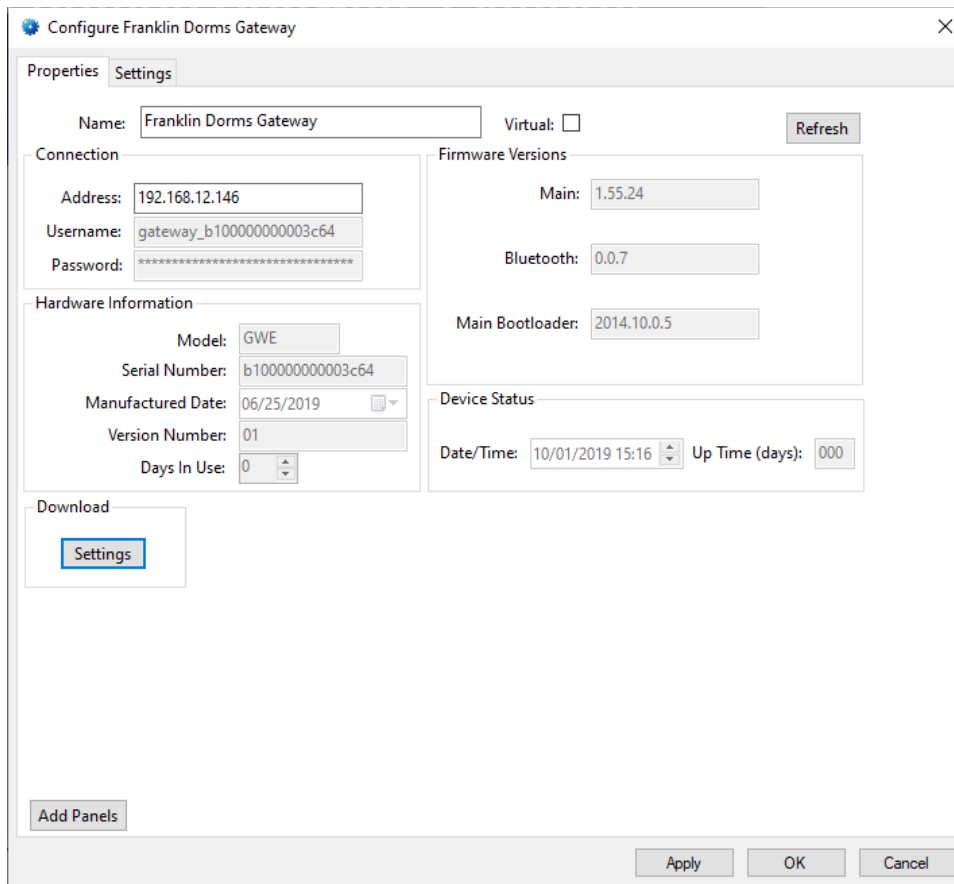 Configure Franklin Dorms Gateway
Properties Settings
Name: Franklin Dorms Gateway Virtual: Refresh
Connection
Address: 192.168.12.146
Username: gateway_b100000000003c64
Password: ********************************
Hardware Information
Model: GWE
Serial Number: b100000000003c64
Manufactured Date: 06/25/2019
Version Number: 01
Days In Use: 0
Firmware Versions
Main: 1.55.24
Bluetooth: 0.0.7
Main Bootloader: 2014.10.0.5
Device Status
Date/Time: 10/01/2019 15:16 Up Time (days): 000
Download
Settings
Add Panels
Apply OK Cancel